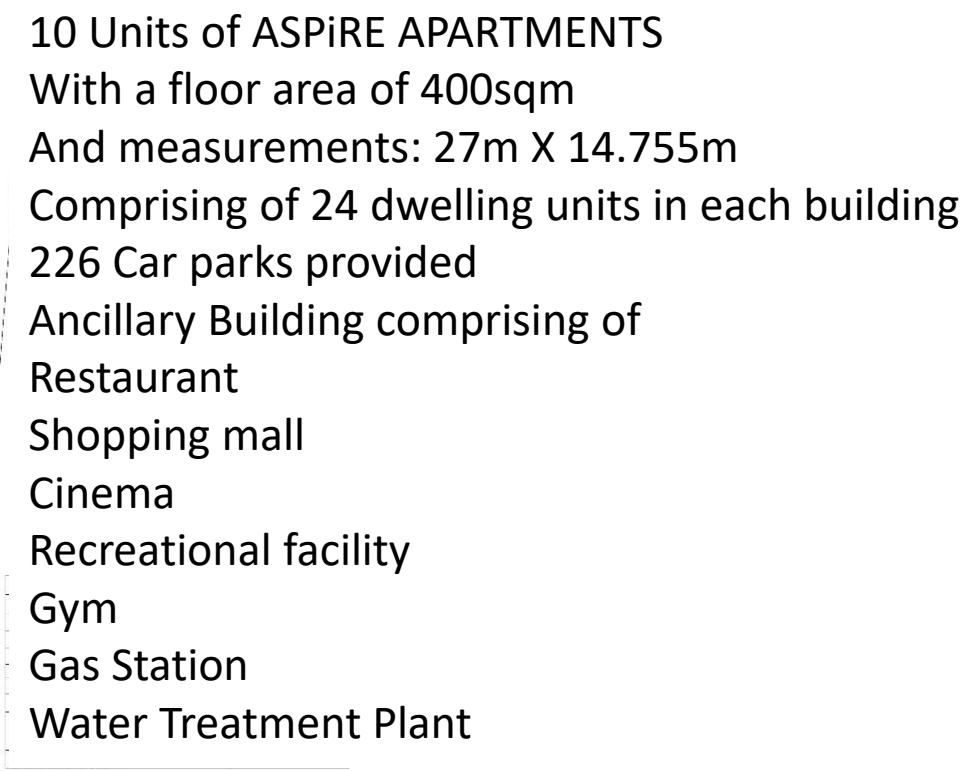 10 Units of ASPiRE APARTMENTS
With a floor area of 400sqm
And measurements: 27m X 14.755m
Comprising of 24 dwelling units in each building
226 Car parks provided
Ancillary Building comprising of
Restaurant
Shopping mall
Cinema
Recreational facility
Gym
Gas Station
Water Treatment Plant